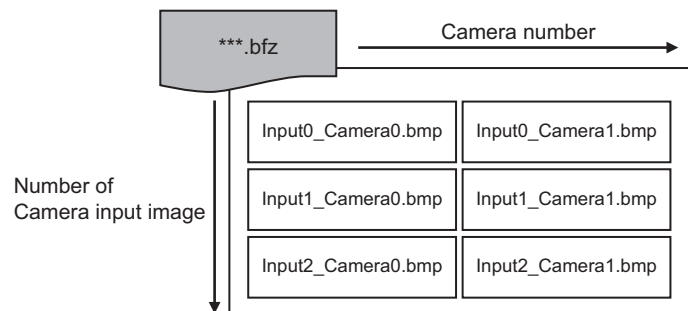 ***.bfz
Camera number
Input0_Camera0.bmp
Input0_Camera1.bmp
Number of
Camera input image
Input1_Camera0.bmp
Input1_Camera1.bmp
Input2_Camera0.bmp
Input2_Camera1.bmp